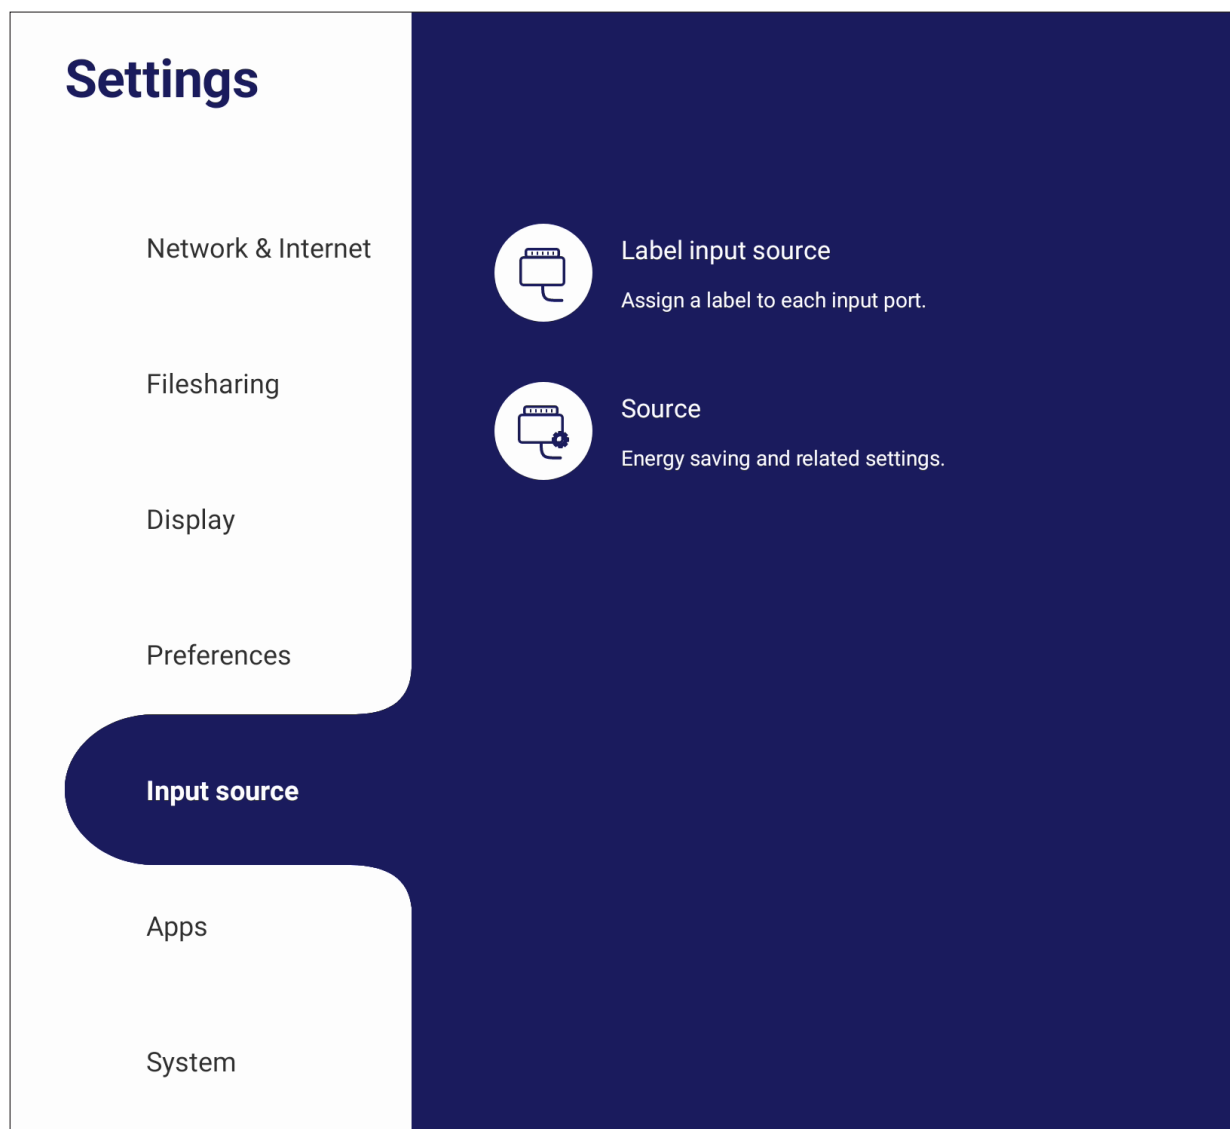 Settings
Network & Internet
Filesharing
Display
Preferences
Input source
Apps
System
Label input source
Assign a label to each input port.
Source
Energy saving and related settings.